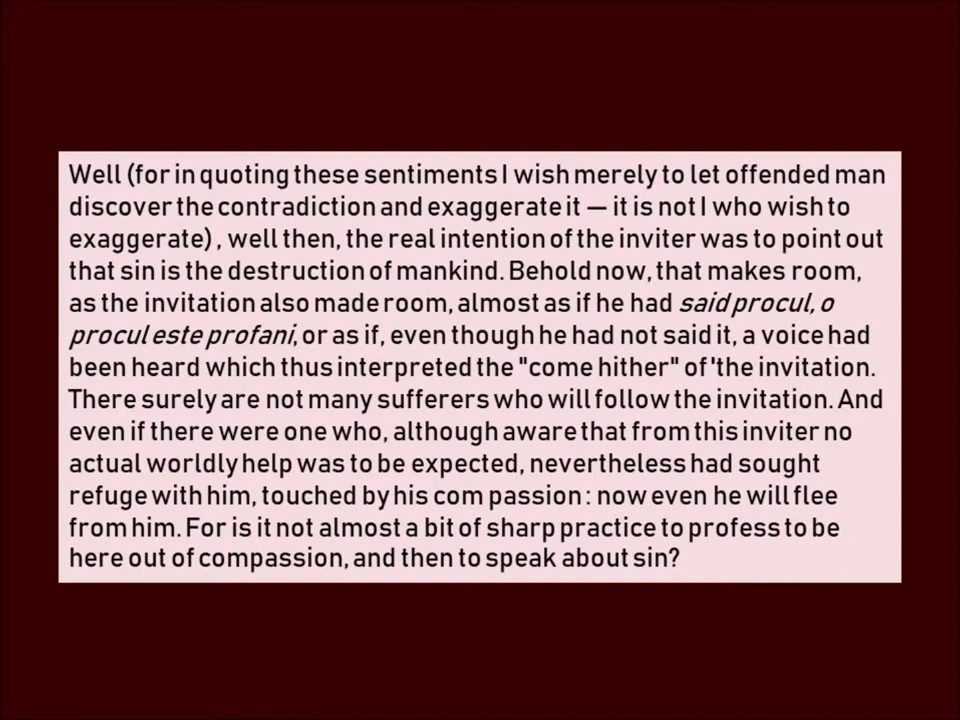 Well (for in quoting these sentiments I wish merely to let offended man
discover the contradiction and exaggerate it — it is not I who wish to
exaggerate) , well then, the real intention of the inviter was to point out
that sin is the destruction of mankind. Behold now, that makes room,
as the invitation also made room, almost as if he had said procul, o
procul este profani, or as if, even though he had not said it, a voice had
been heard which thus interpreted the "come hither" of 'the invitation.
There surely are not many sufferers who will follow the invitation. And
even if there were one who, although aware that from this inviter no
actual worldly help was to be expected, nevertheless had sought
refuge with him, touched by his com passion : now even he will flee
from him. For is it not almost a bit of sharp practice to profess to be
here out of compassion, and then to speak about sin?